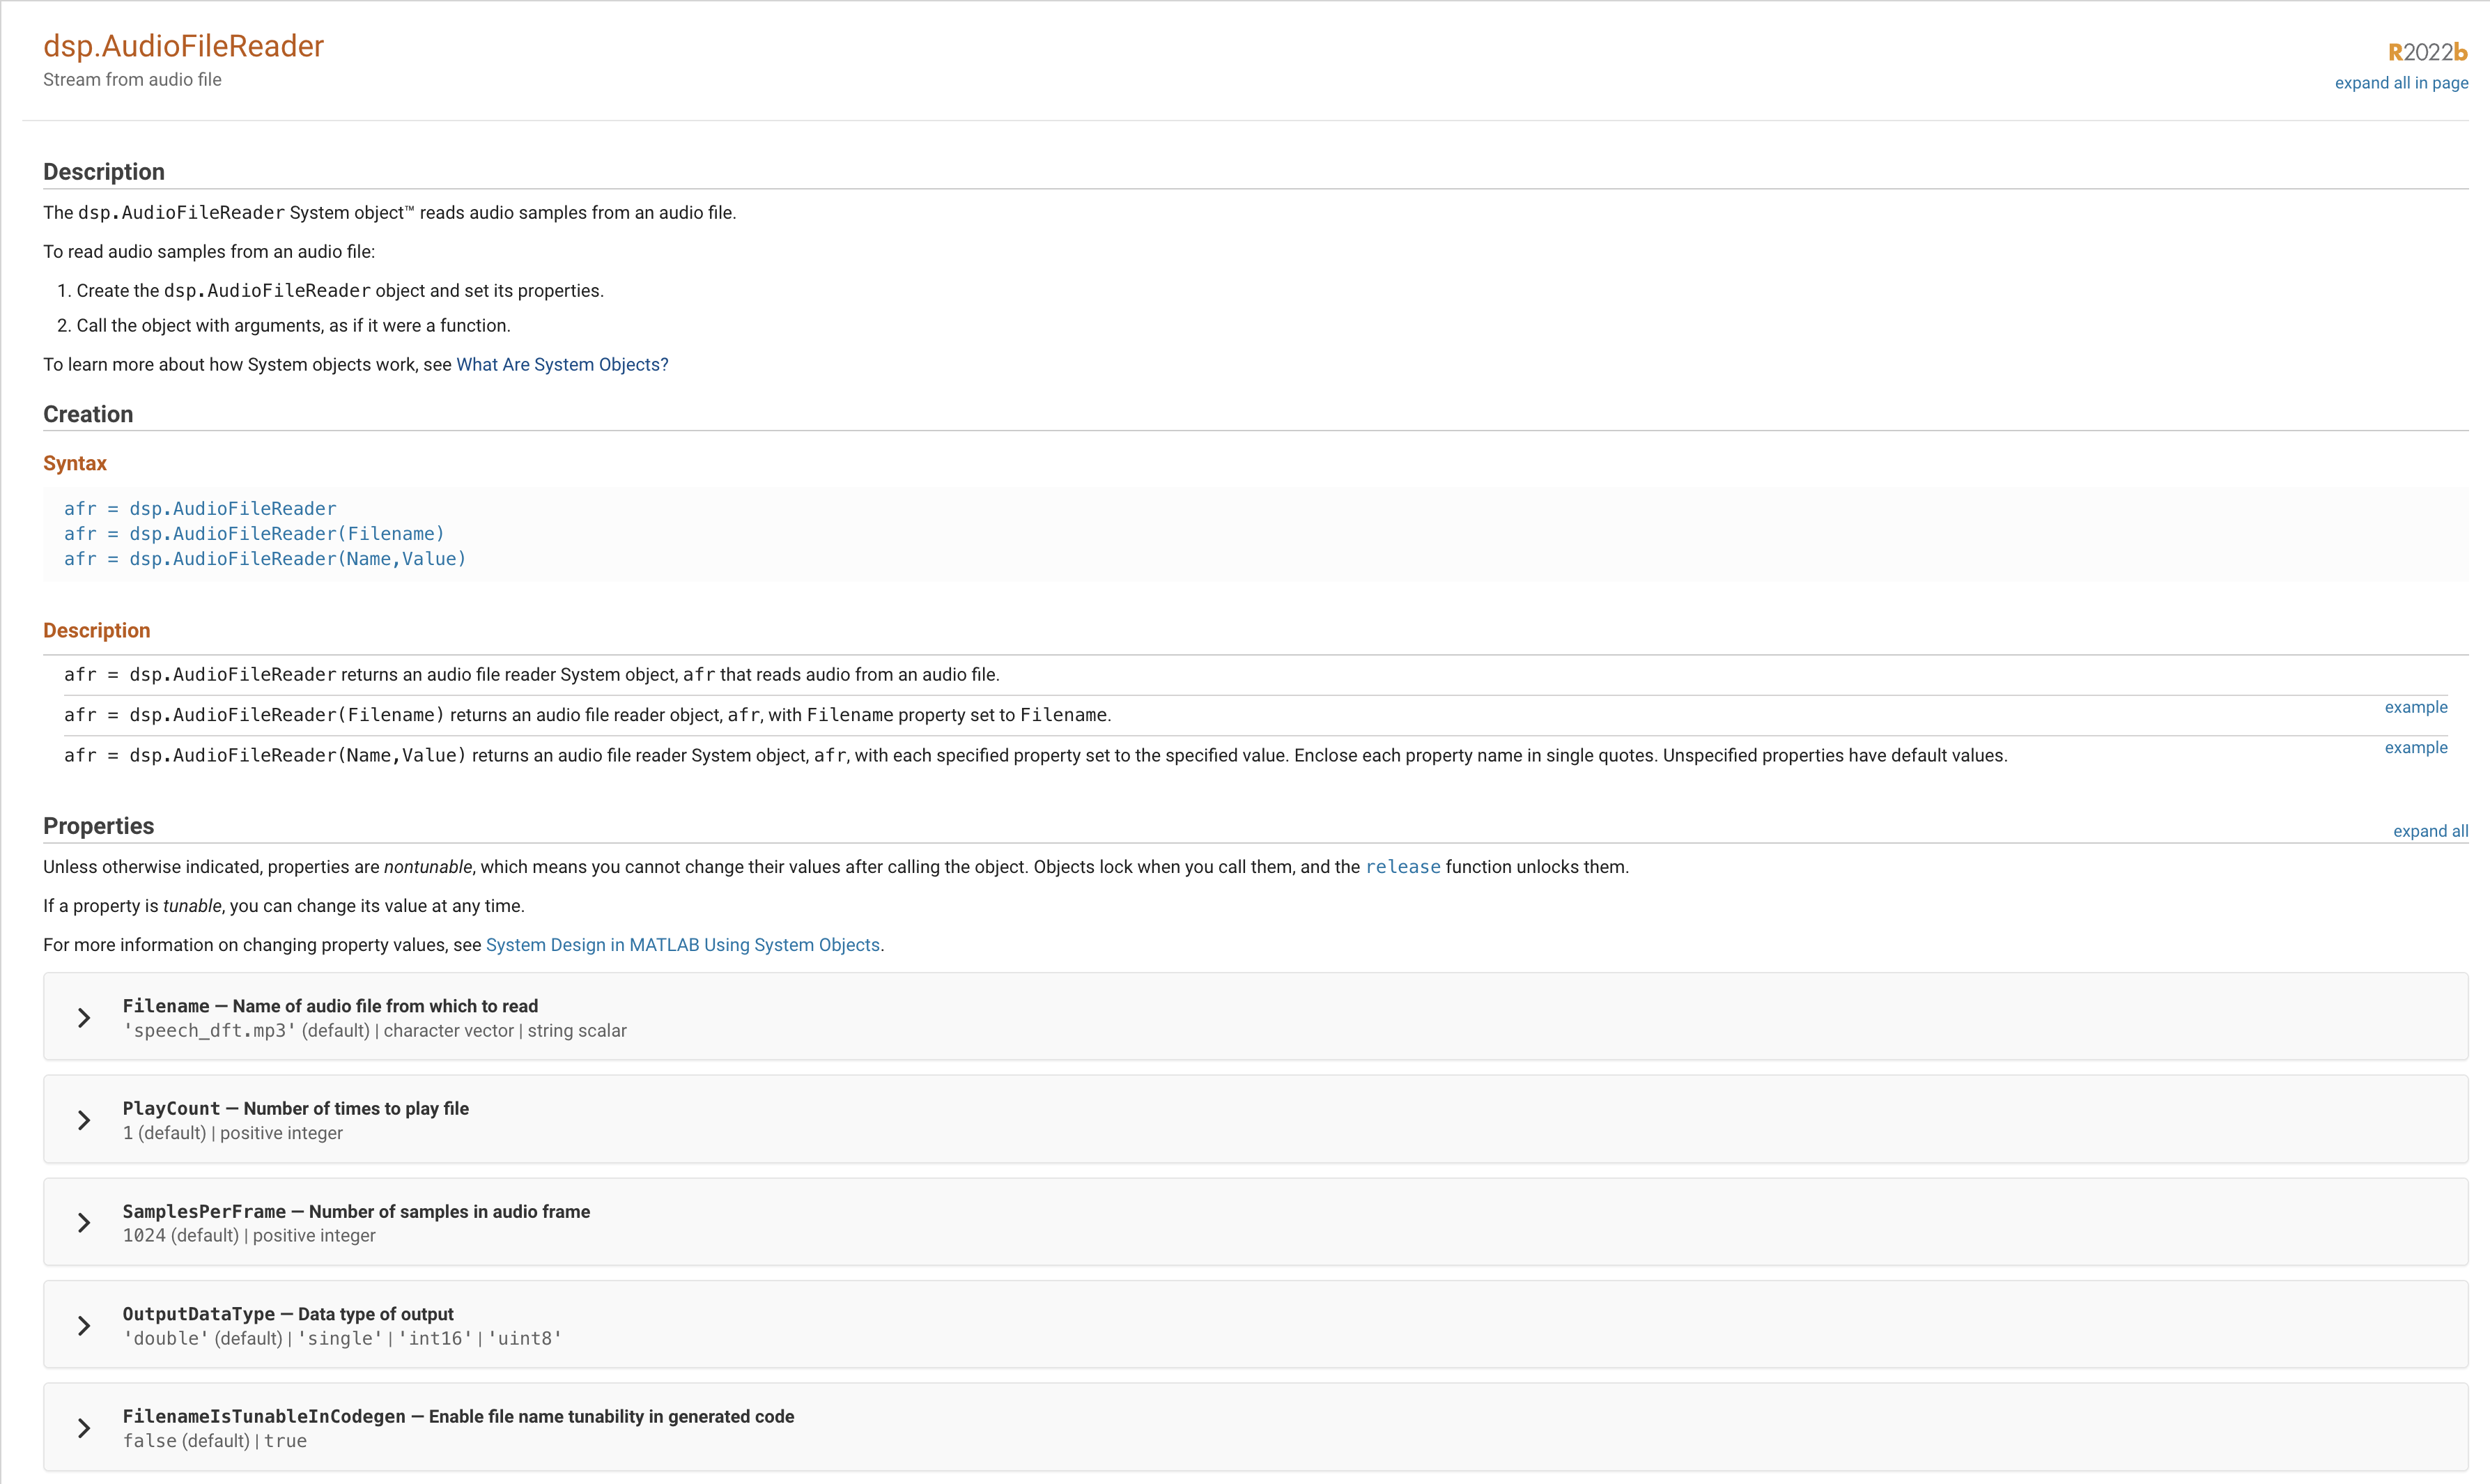 dsp.AudioFileReader
R2022b
Stream from audio file
expand all in page
Description
The dsp.AudioFileReader System object™ reads audio samples from an audio file.
To read audio samples from an audio file:
1. Create the dsp.AudioFileReader object and set its properties.
2. Call the object with arguments, as if it were a function.
To learn more about how System objects work, see What Are System Objects?
Creation
Syntax
afr = dsp.AudioFileReader
afr = dsp.AudioFileReader(Filename)
afr = dsp.AudioFileReader(Name,Value)
Description
afr = dsp.AudioFileReader returns an audio file reader System object, afr that reads audio from an audio file.
afr = dsp.AudioFileReader(Filename) returns an audio file reader object, afr, with Filename property set to Filename.
example
afr = dsp.AudioFileReader(Name,Value) returns an audio file reader System object, afr, with each specified property set to the specified value. Enclose each property name in single quotes. Unspecified properties have default values.
example
Properties
expand all
Unless otherwise indicated, properties are nontunable, which means you cannot change their values after calling the object. Objects lock when you call them, and the release function unlocks them.
If a property is tunable, you can change its value at any time.
For more information on changing property values, see System Design in MATLAB Using System Objects.
Filename — Name of audio file from which to read
'speech_dft.mp3' (default) | character vector | string scalar
PlayCount — Number of times to play file
1 (default) | positive integer
SamplesPerFrame — Number of samples in audio frame
1024 (default) | positive integer
OutputDataType — Data type of output
'double' (default) | 'single' | 'int16' | 'uint8'
FilenameIsTunableInCodegen — Enable file name tunability in generated code
false (default) | true